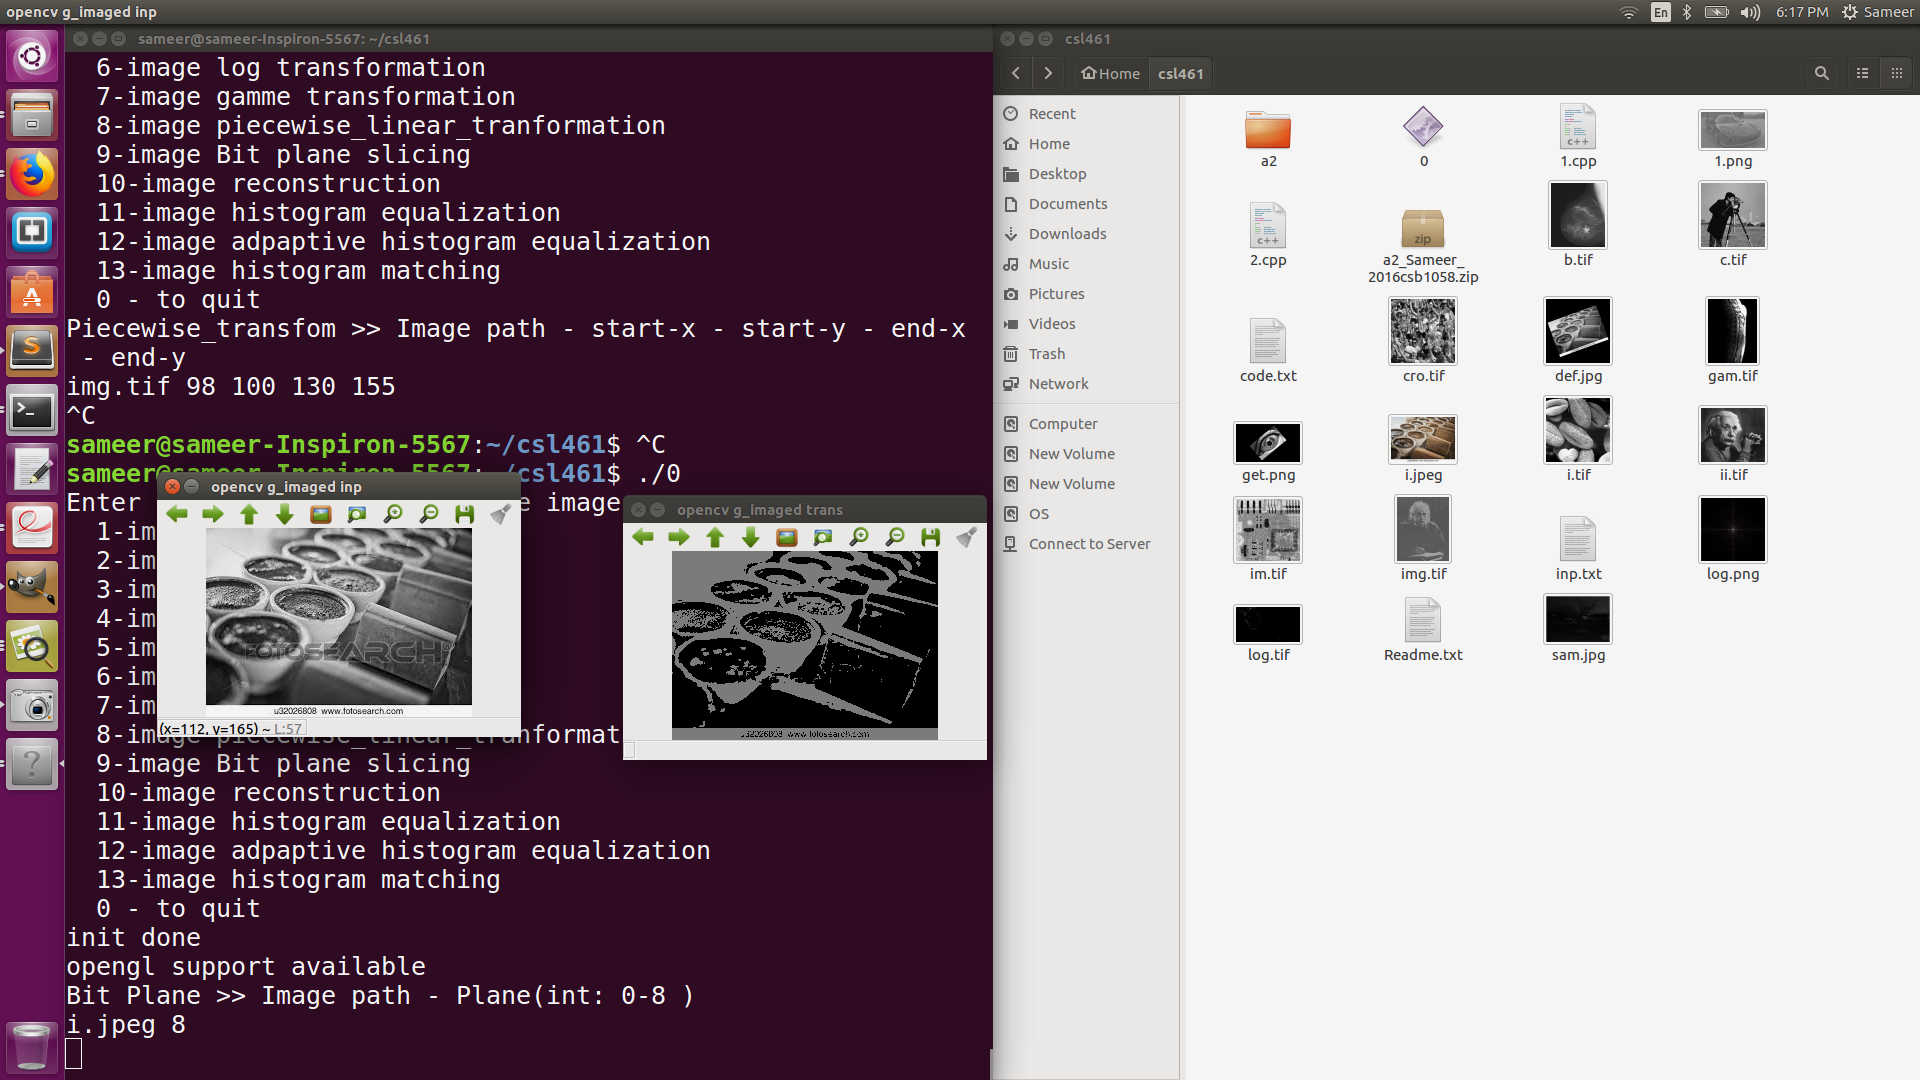 opencv g_imaged inp
En
6:17 PM
Sameer
sameer@sameer-Inspiron-5567: ~/csl461
6-image log transformation
7-image gamme transformation
8-image piecewise_linear_tranformation
9-image Bit plane slicing
10-image reconstruction
11-image histogram equalization
12-image adpaptive histogram equalization
13-image histogram matching
0 - to quit
Piecewise_transfom >> Image path - start-x - start-y - end-x
- end-y
img.tif 98 100 130 155
^C
sameer@sameer-Inspiron-5567:~/csl461$ ^C
sameer@sameer-Inspiron-5567:~/csl461$ ./0
Enter
image
1-im
2-im
3-im
4-im
5-im
6-im
7-im
8-image piecewise_linear_tranformat
9-image Bit plane slicing
10-image reconstruction
11-image histogram equalization
12-image adpaptive histogram equalization
13-image histogram matching
0 - to quit
init done
opengl support available
Bit Plane >> Image path - Plane(int: 0-8 )
i.jpeg 8
opencv g_imaged inp
FOTOSEARCH
u32026808 www.fotosearch.com
(x=112, y=165) ~ L:57
opencv g_imaged trans
u32026808 www.fotosearch.com
csl461
Home
csl461
Recent
Home
Desktop
Documents
Downloads
Music
Pictures
Videos
Trash
Network
Computer
New Volume
New Volume
OS
Connect to Server
a2
0
c++
1.cpp
1.png
c++
2.cpp
zip
a2_Sameer_
2016csb1058.zip
b.tif
c.tif
code.txt
cro.tif
def.jpg
gam.tif
get.png
i.jpeg
i.tif
ii.tif
im.tif
img.tif
inp.txt
log.png
log.tif
Readme.txt
sam.jpg